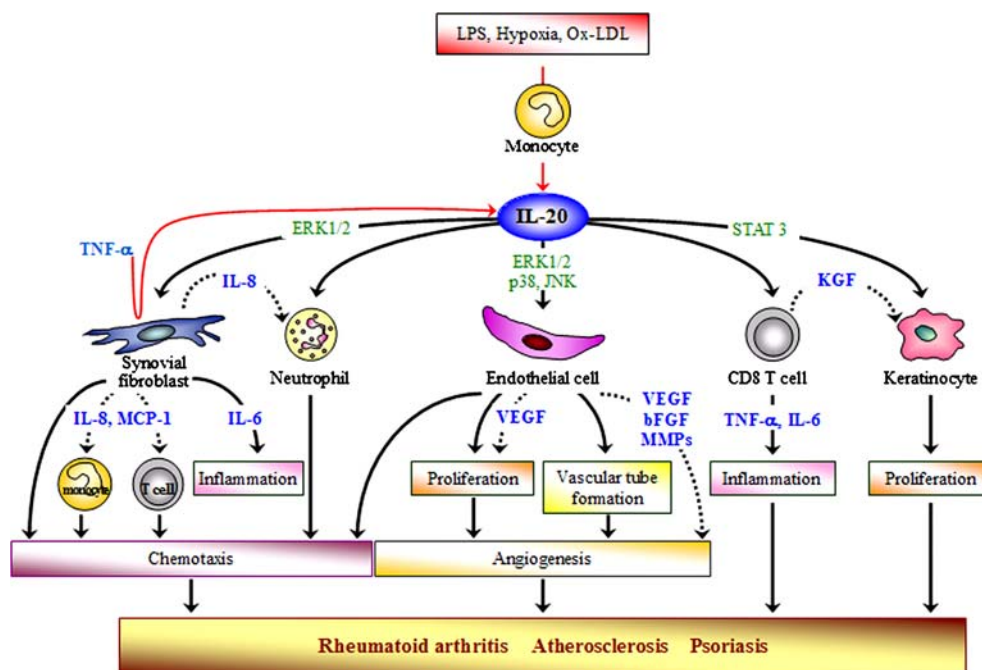 LPS, Hypoxia, Ox-LDL
Monocyte
IL-20
TNF-α
ERK1/2
STAT 3
ERK1/2
p38, JNK
IL-8
KGF
Synovial
fibroblast
Neutrophil
Endothelial cell
CD8 T cell
Keratinocyte
IL-8, MCP-1
IL-6
VEGF
VEGF
bFGF
MMPs
TNF-α, IL-6
monocyte
T cell
Inflammation
Proliferation
Vascular tube
formation
Inflammation
Proliferation
Chemotaxis
Angiogenesis
Rheumatoid arthritis Atherosclerosis Psoriasis